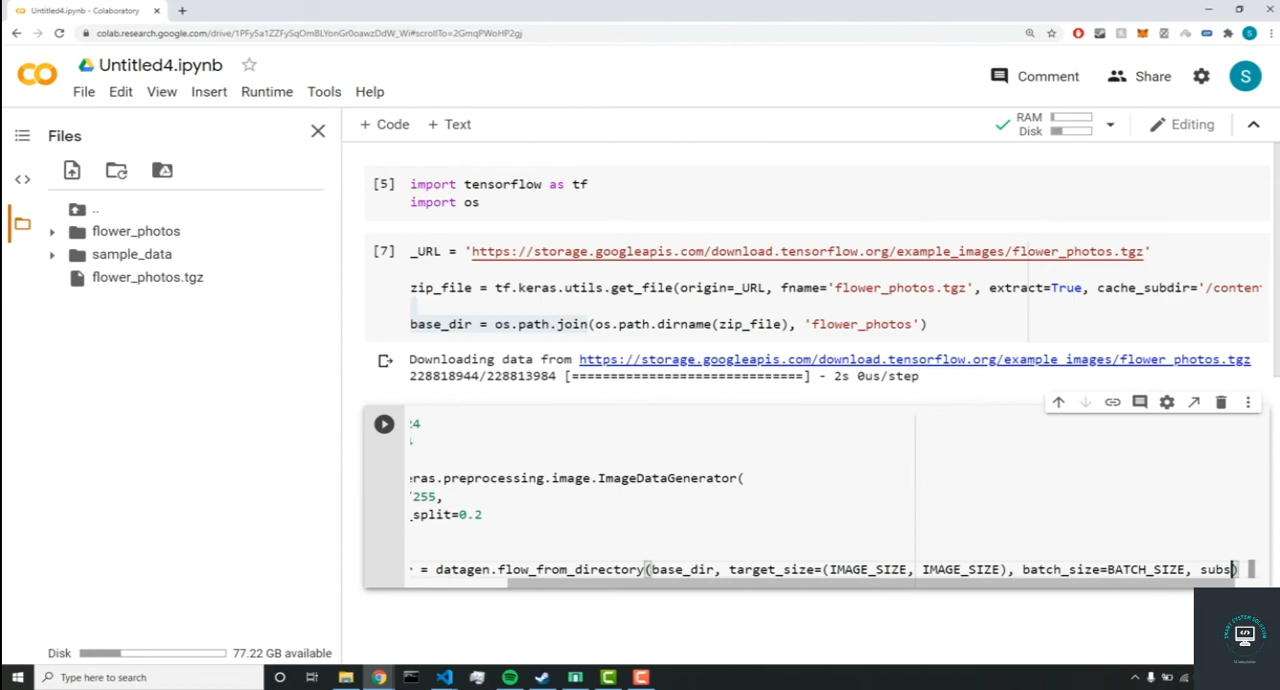 Untitled4.ipynb - Colaboratory
colab.research.google.com/drive/1PFy5a1ZZFySqOmBLYonGr0oawzDdW_Wi#scrollTo=2GmqPWoHP2gj
Untitled4.ipynb
Comment Share S
File Edit View Insert Runtime Tools Help
Files
+ Code + Text
RAM
Disk
Editing
..
flower_photos
sample_data
flower_photos.tgz
[5] import tensorflow as tf
import os
[7] _URL = 'https://storage.googleapis.com/download.tensorflow.org/example_images/flower_photos.tgz'
zip_file = tf.keras.utils.get_file(origin=_URL, fname='flower_photos.tgz', extract=True, cache_subdir='/conten
base_dir = os.path.join(os.path.dirname(zip_file), 'flower_photos')
Downloading data from https://storage.googleapis.com/download.tensorflow.org/example_images/flower_photos.tgz
228818944/228813984 [==============================] - 2s 0us/step
24
eras.preprocessing.image.ImageDataGenerator(
/255,
_split=0.2
r = datagen.flow_from_directory(base_dir, target_size=(IMAGE_SIZE, IMAGE_SIZE), batch_size=BATCH_SIZE, subs)
Disk 77.22 GB available
SMART SYSTEM SOLUTION
Type here to search